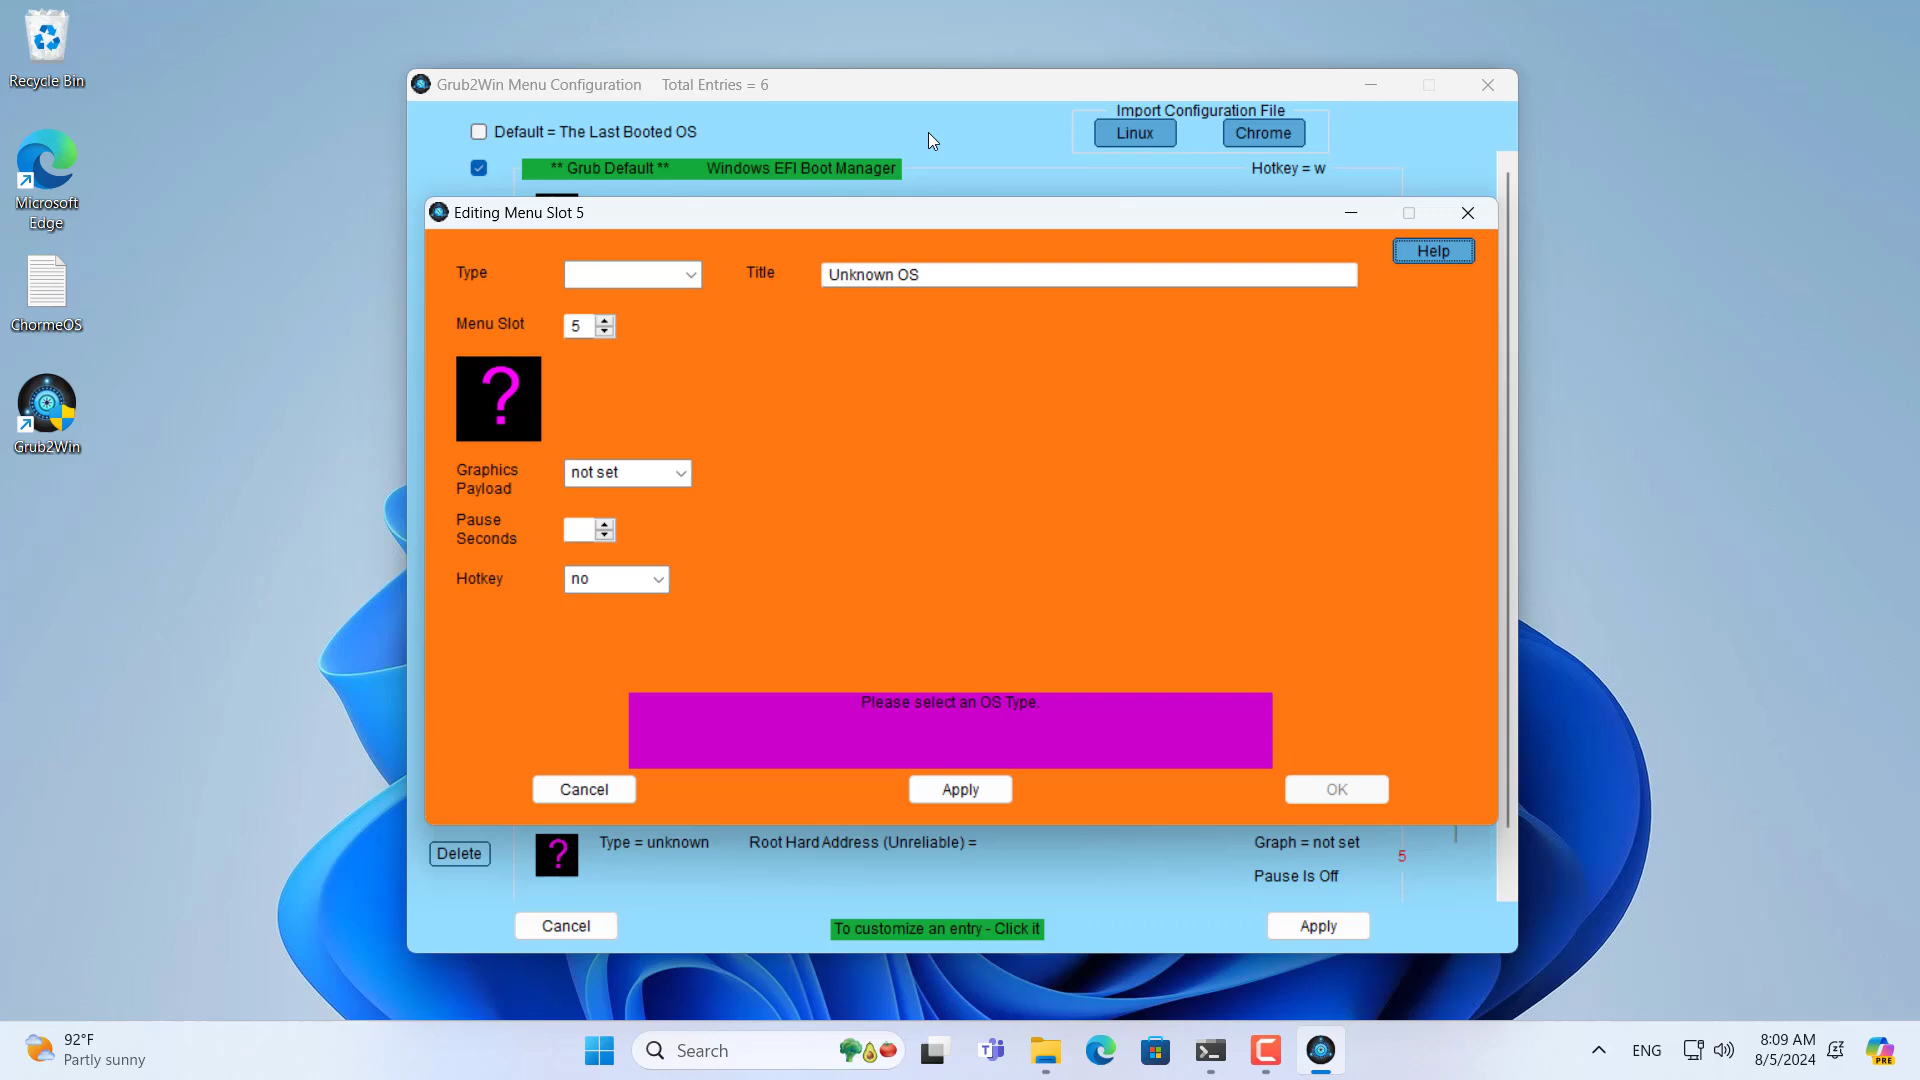 Recycle Bin
Microsoft
Edge
ChormeOS
Grub2Win
Grub2Win Menu Configuration Total Entries = 6
Default = The Last Booted OS
Import Configuration File
Linux
Chrome
** Grub Default ** Windows EFI Boot Manager
Hotkey = w
Editing Menu Slot 5
Help
Type
Title
Unknown OS
Menu Slot
5
?
Graphics
Payload
not set
Pause
Seconds
Hotkey
no
Please select an OS Type.
Cancel
Apply
OK
Delete
?
Type = unknown
Root Hard Address (Unreliable) =
Graph = not set
5
Pause Is Off
Cancel
To customize an entry - Click it
Apply
92°F
Partly sunny
Search
ENG
8:09 AM
8/5/2024
PRE